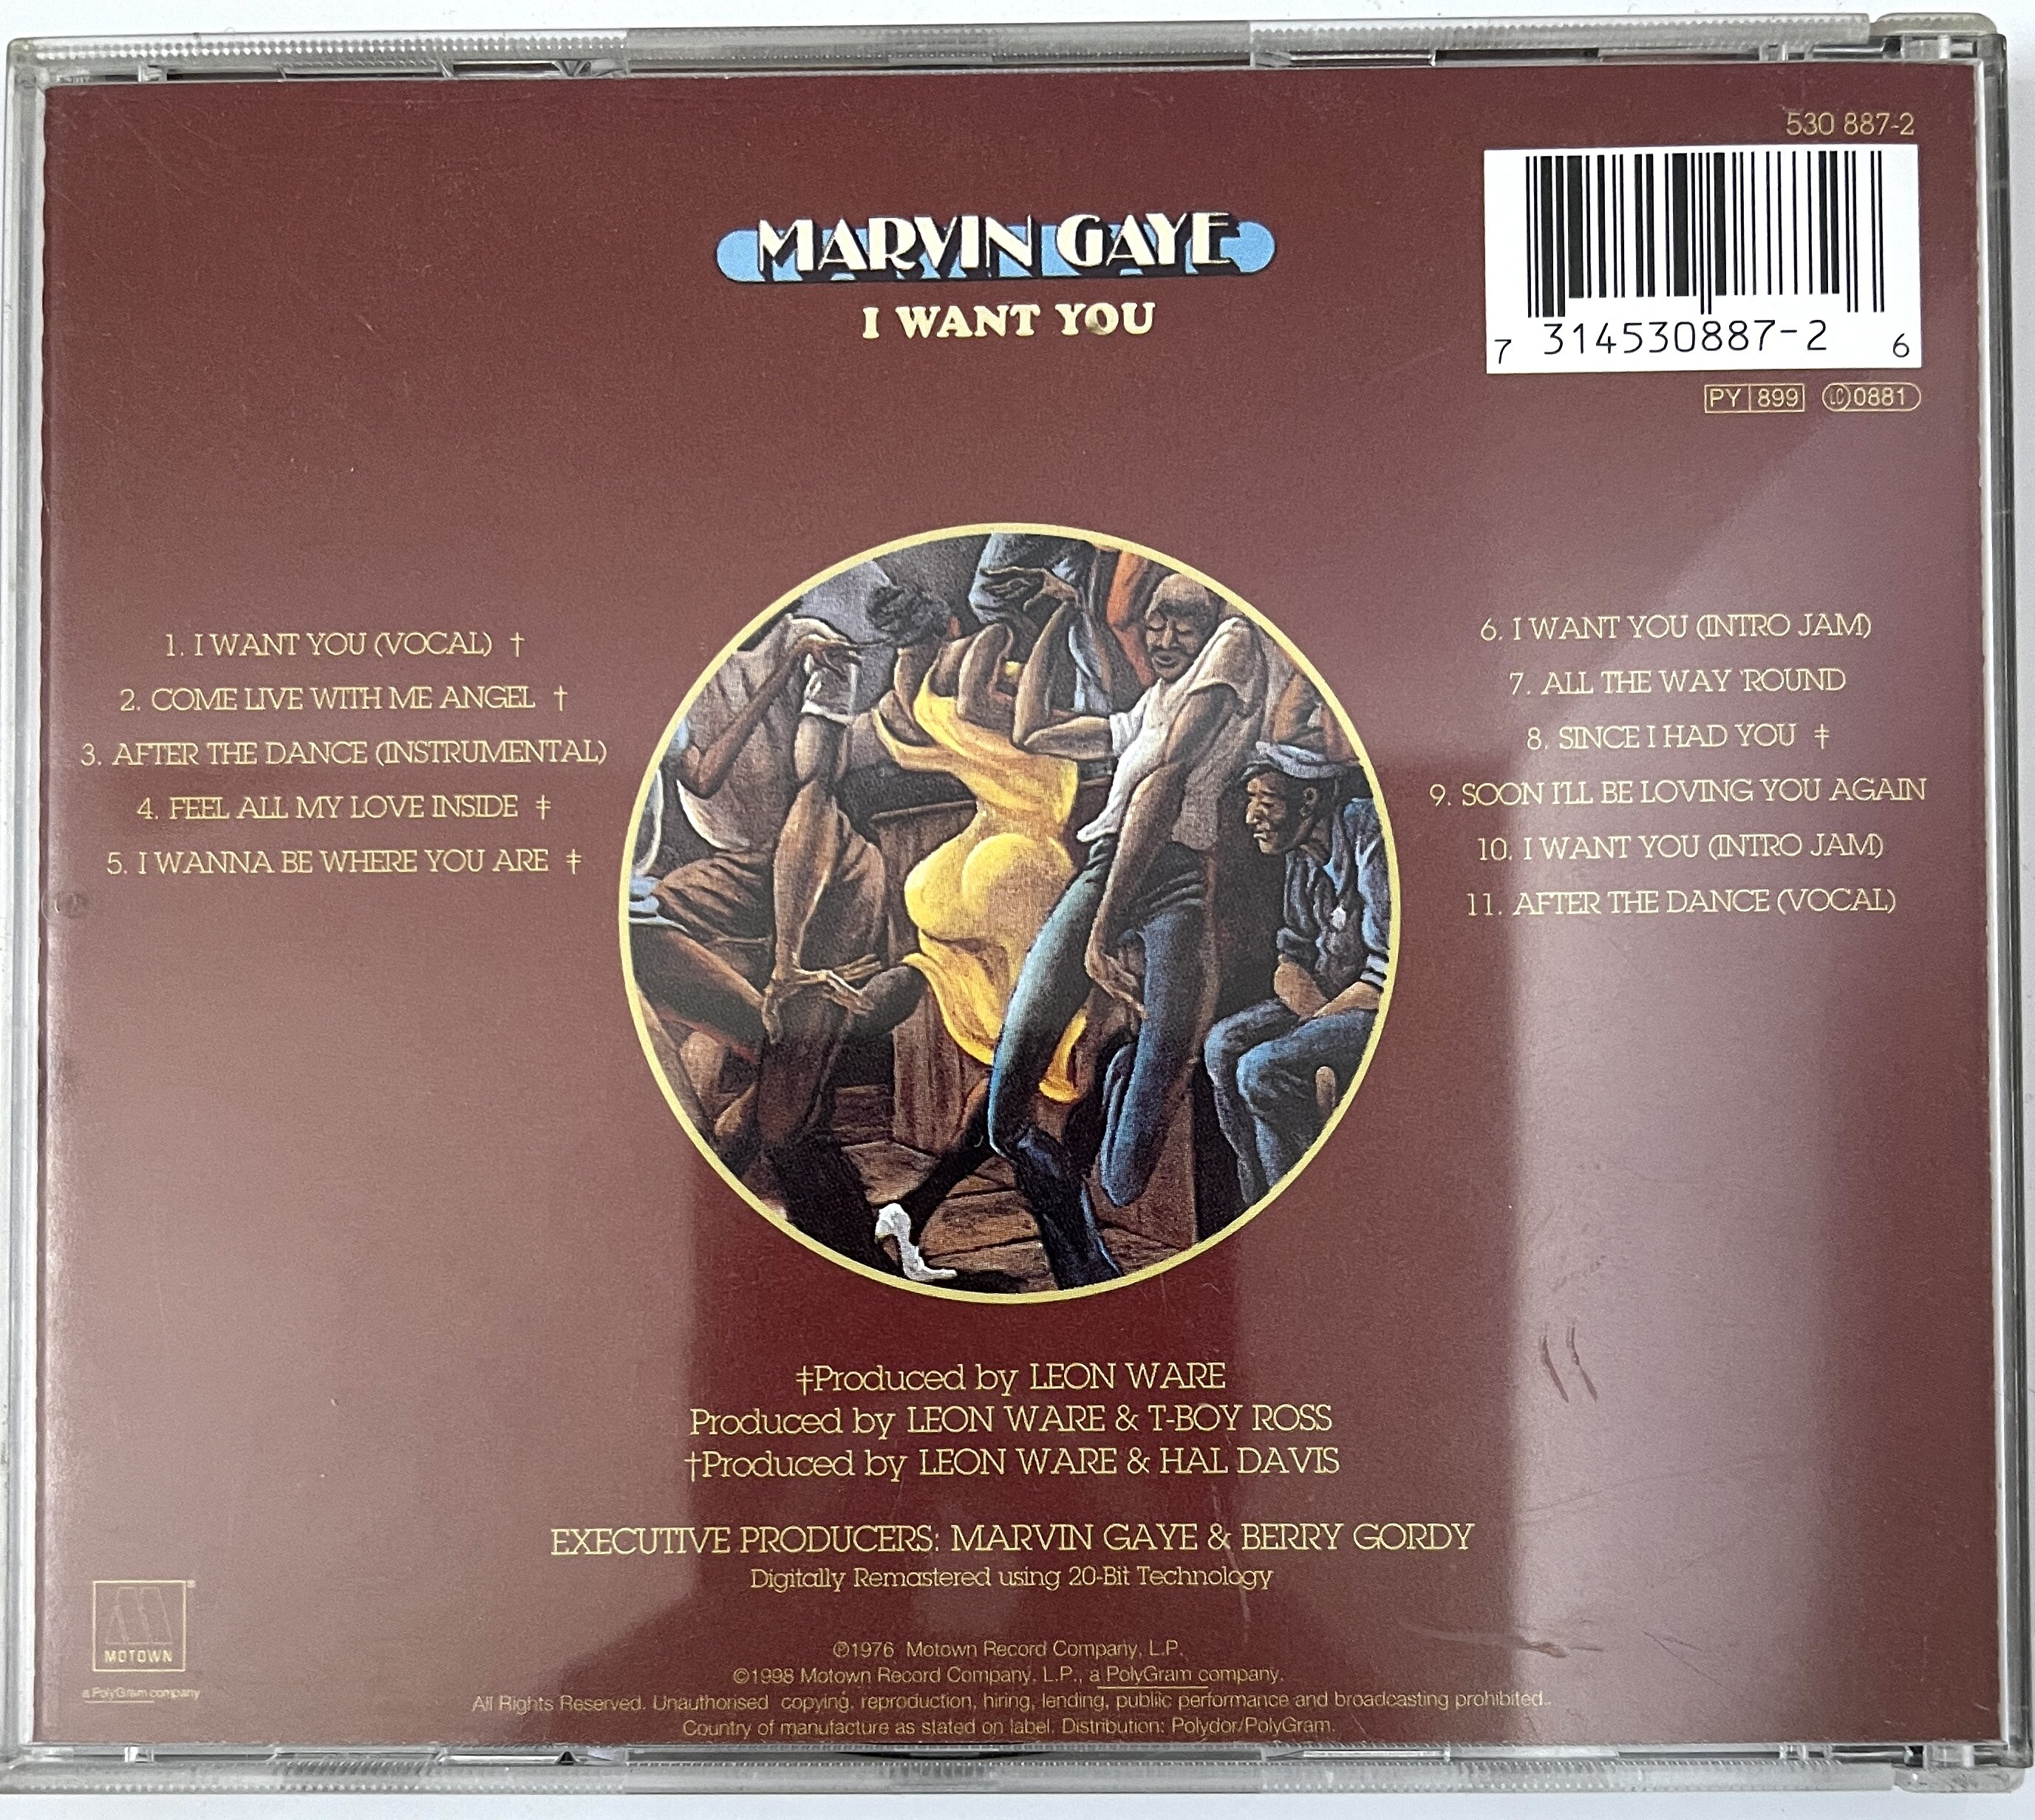 530 887-2
7 314530887-2 6
PY 899 LC 0881
MARVIN GAYE
I WANT YOU
1. I WANT YOU (VOCAL) †
2. COME LIVE WITH ME ANGEL †
3. AFTER THE DANCE (INSTRUMENTAL)
4. FEEL ALL MY LOVE INSIDE ‡
5. I WANNA BE WHERE YOU ARE ‡
6. I WANT YOU (INTRO JAM)
7. ALL THE WAY 'ROUND
8. SINCE I HAD YOU ‡
9. SOON I'LL BE LOVING YOU AGAIN
10. I WANT YOU (INTRO JAM)
11. AFTER THE DANCE (VOCAL)
‡Produced by LEON WARE
Produced by LEON WARE & T-BOY ROSS
†Produced by LEON WARE & HAL DAVIS
EXECUTIVE PRODUCERS: MARVIN GAYE & BERRY GORDY
Digitally Remastered using 20-Bit Technology
MOTOWN®
a PolyGram company
℗1976 Motown Record Company, L.P.
©1998 Motown Record Company, L.P., a PolyGram company.
All Rights Reserved. Unauthorised copying, reproduction, hiring, lending, public performance and broadcasting prohibited.
Country of manufacture as stated on label. Distribution: Polydor/PolyGram.